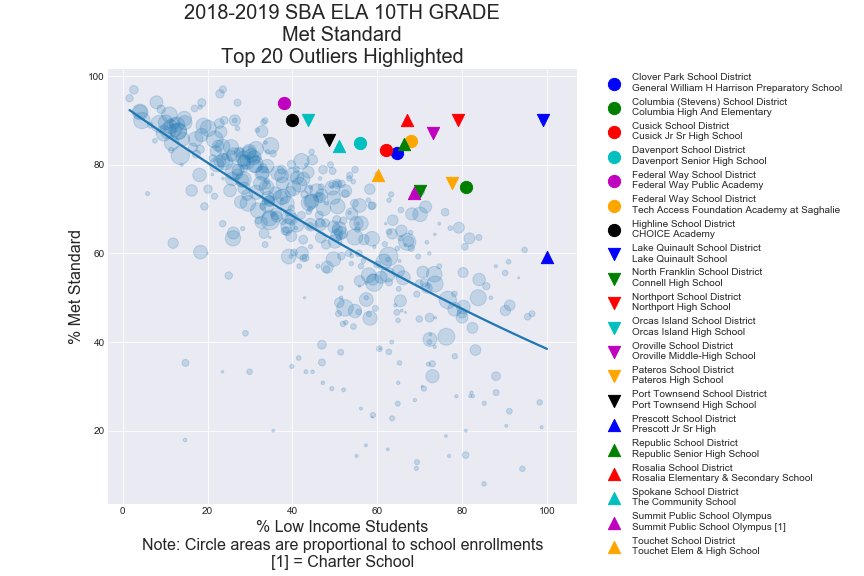 2018-2019 SBA ELA 10TH GRADE
Met Standard
Top 20 Outliers Highlighted
% Met Standard
100
80
60
40
20
0
20
40
60
80
100
% Low Income Students
Note: Circle areas are proportional to school enrollments
[1] = Charter School
Clover Park School District
General William H Harrison Preparatory School
Columbia (Stevens) School District
Columbia High And Elementary
Cusick School District
Cusick Jr Sr High School
Davenport School District
Davenport Senior High School
Federal Way School District
Federal Way Public Academy
Federal Way School District
Tech Access Foundation Academy at Saghalie
Highline School District
CHOICE Academy
Lake Quinault School District
Lake Quinault School
North Franklin School District
Connell High School
Northport School District
Northport High School
Orcas Island School District
Orcas Island High School
Oroville School District
Oroville Middle-High School
Pateros School District
Pateros High School
Port Townsend School District
Port Townsend High School
Prescott School District
Prescott Jr Sr High
Republic School District
Republic Senior High School
Rosalia School District
Rosalia Elementary & Secondary School
Spokane School District
The Community School
Summit Public School Olympus
Summit Public School Olympus [1]
Touchet School District
Touchet Elem & High School